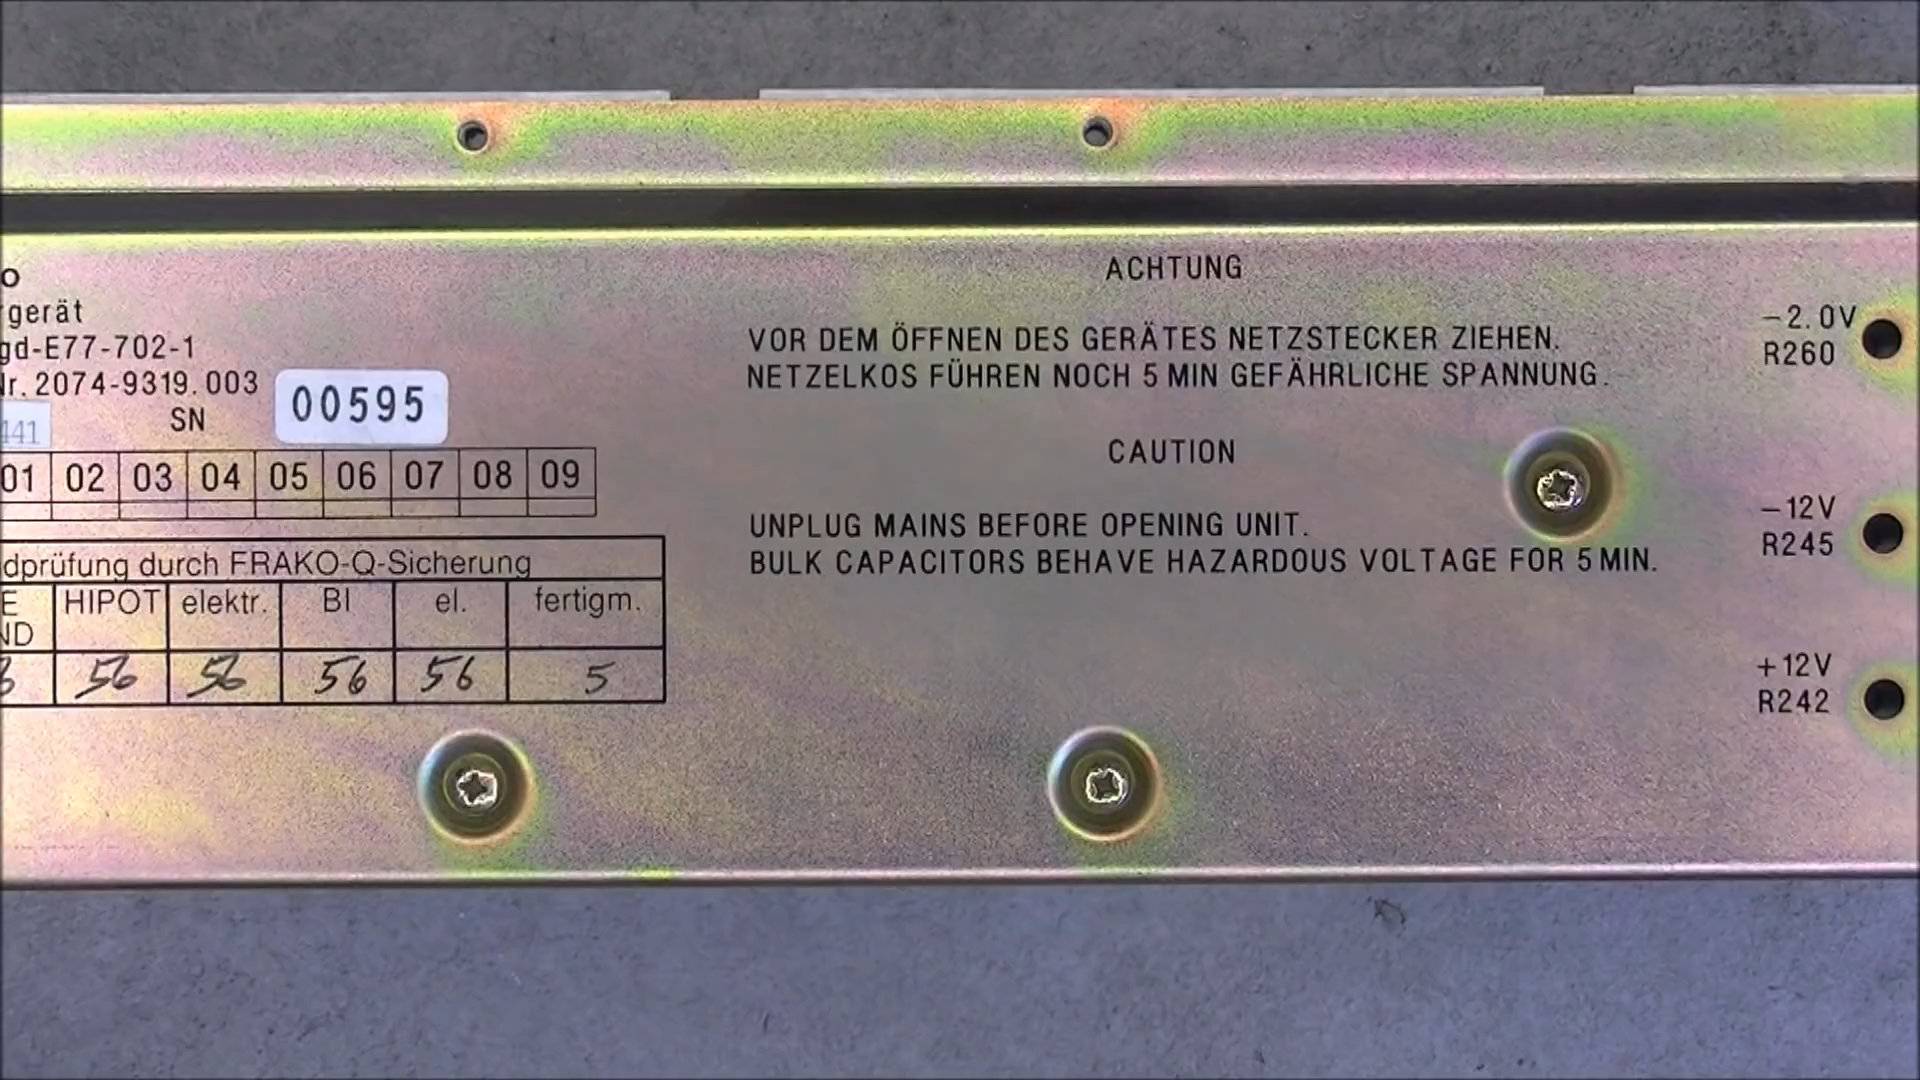 o
rgerät
gd-E77-702-1
Nr. 2074-9319.003
441
SN
00595
01 02 03 04 05 06 07 08 09
dprüfung durch FRAKO-Q-Sicherung
E HIPOT elektr. BI el. fertigm.
ND
56 56 56 56 5
ACHTUNG
VOR DEM ÖFFNEN DES GERÄTES NETZSTECKER ZIEHEN.
NETZELKOS FÜHREN NOCH 5 MIN GEFÄHRLICHE SPANNUNG.
CAUTION
UNPLUG MAINS BEFORE OPENING UNIT.
BULK CAPACITORS BEHAVE HAZARDOUS VOLTAGE FOR 5 MIN.
-2.0V
R260
-12V
R245
+12V
R242